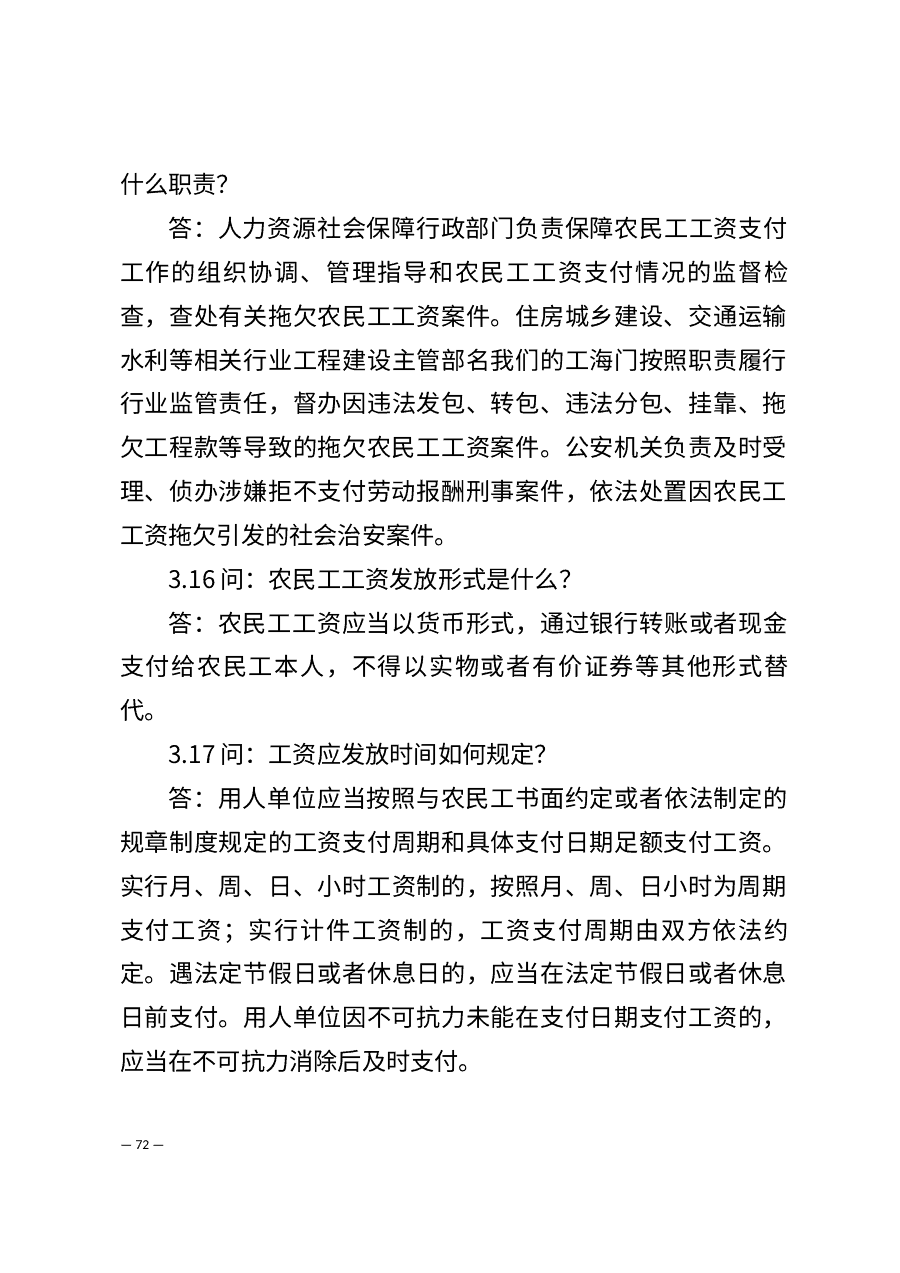 什么职责？
答：人力资源社会保障行政部门负责保障农民工工资支付
工作的组织协调、管理指导和农民工工资支付情况的监督检
查，查处有关拖欠农民工工资案件。住房城乡建设、交通运输
水利等相关行业工程建设主管部名我们的工海门按照职责履行
行业监管责任，督办因违法发包、转包、违法分包、挂靠、拖
欠工程款等导致的拖欠农民工工资案件。公安机关负责及时受
理、侦办涉嫌拒不支付劳动报酬刑事案件，依法处置因农民工
工资拖欠引发的社会治安案件。
3.16 问：农民工工资发放形式是什么？
答：农民工工资应当以货币形式，通过银行转账或者现金
支付给农民工本人，不得以实物或者有价证券等其他形式替
代。
3.17 问：工资应发放时间如何规定？
答：用人单位应当按照与农民工书面约定或者依法制定的
规章制度规定的工资支付周期和具体支付日期足额支付工资。
实行月、周、日、小时工资制的，按照月、周、日小时为周期
支付工资；实行计件工资制的，工资支付周期由双方依法约
定。遇法定节假日或者休息日的，应当在法定节假日或者休息
日前支付。用人单位因不可抗力未能在支付日期支付工资的，
应当在不可抗力消除后及时支付。
— 72 —